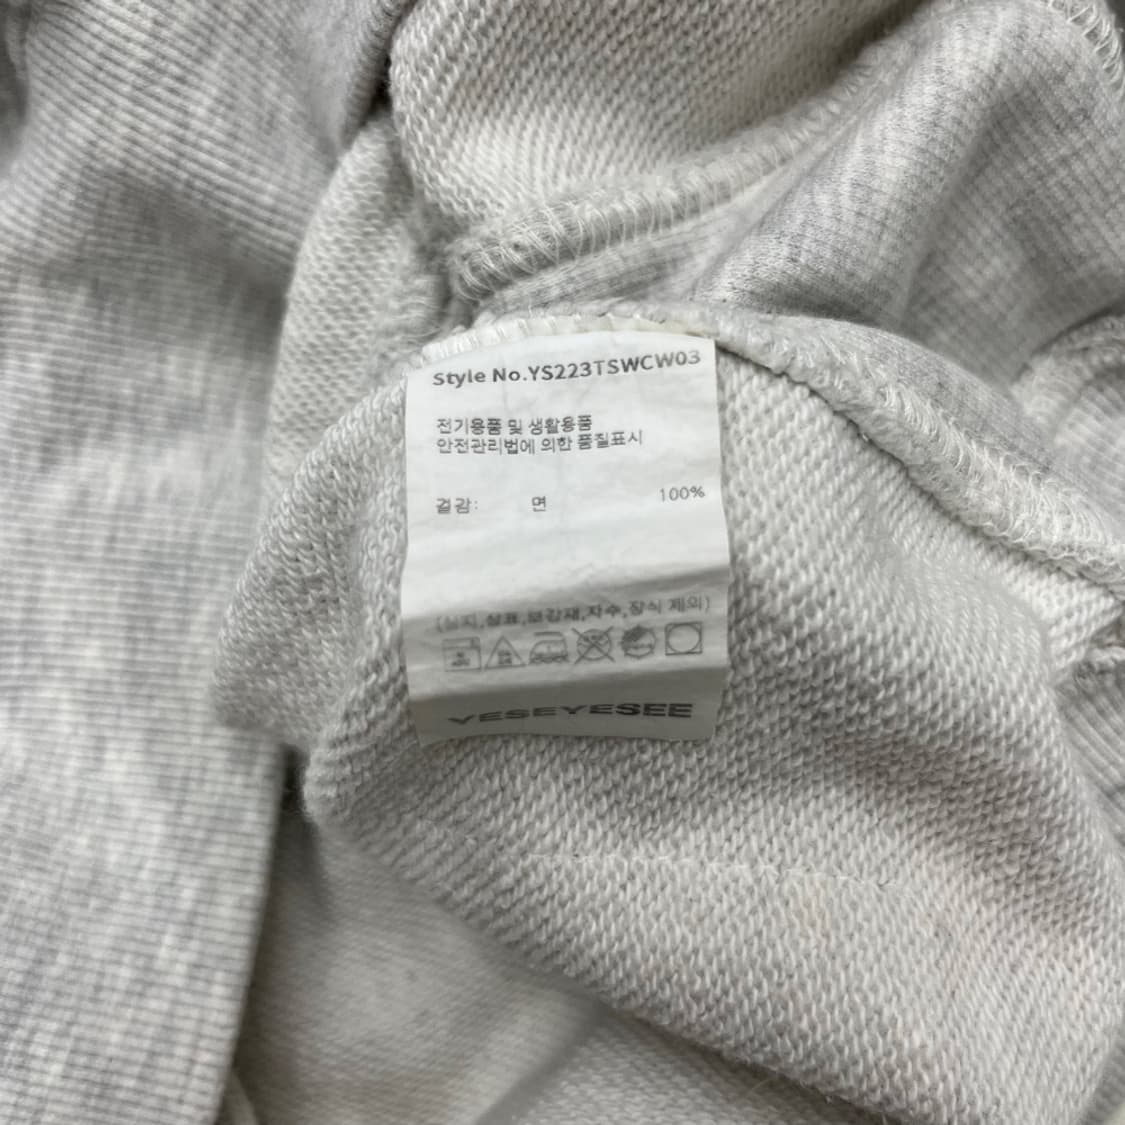 Style No.YS223TSWCW03
전기용품 및 생활용품
안전관리법에 의한 품질표시
겉감: 면 100%
(심지,상표,보강재,자수,장식 제외)
YESEYESEE